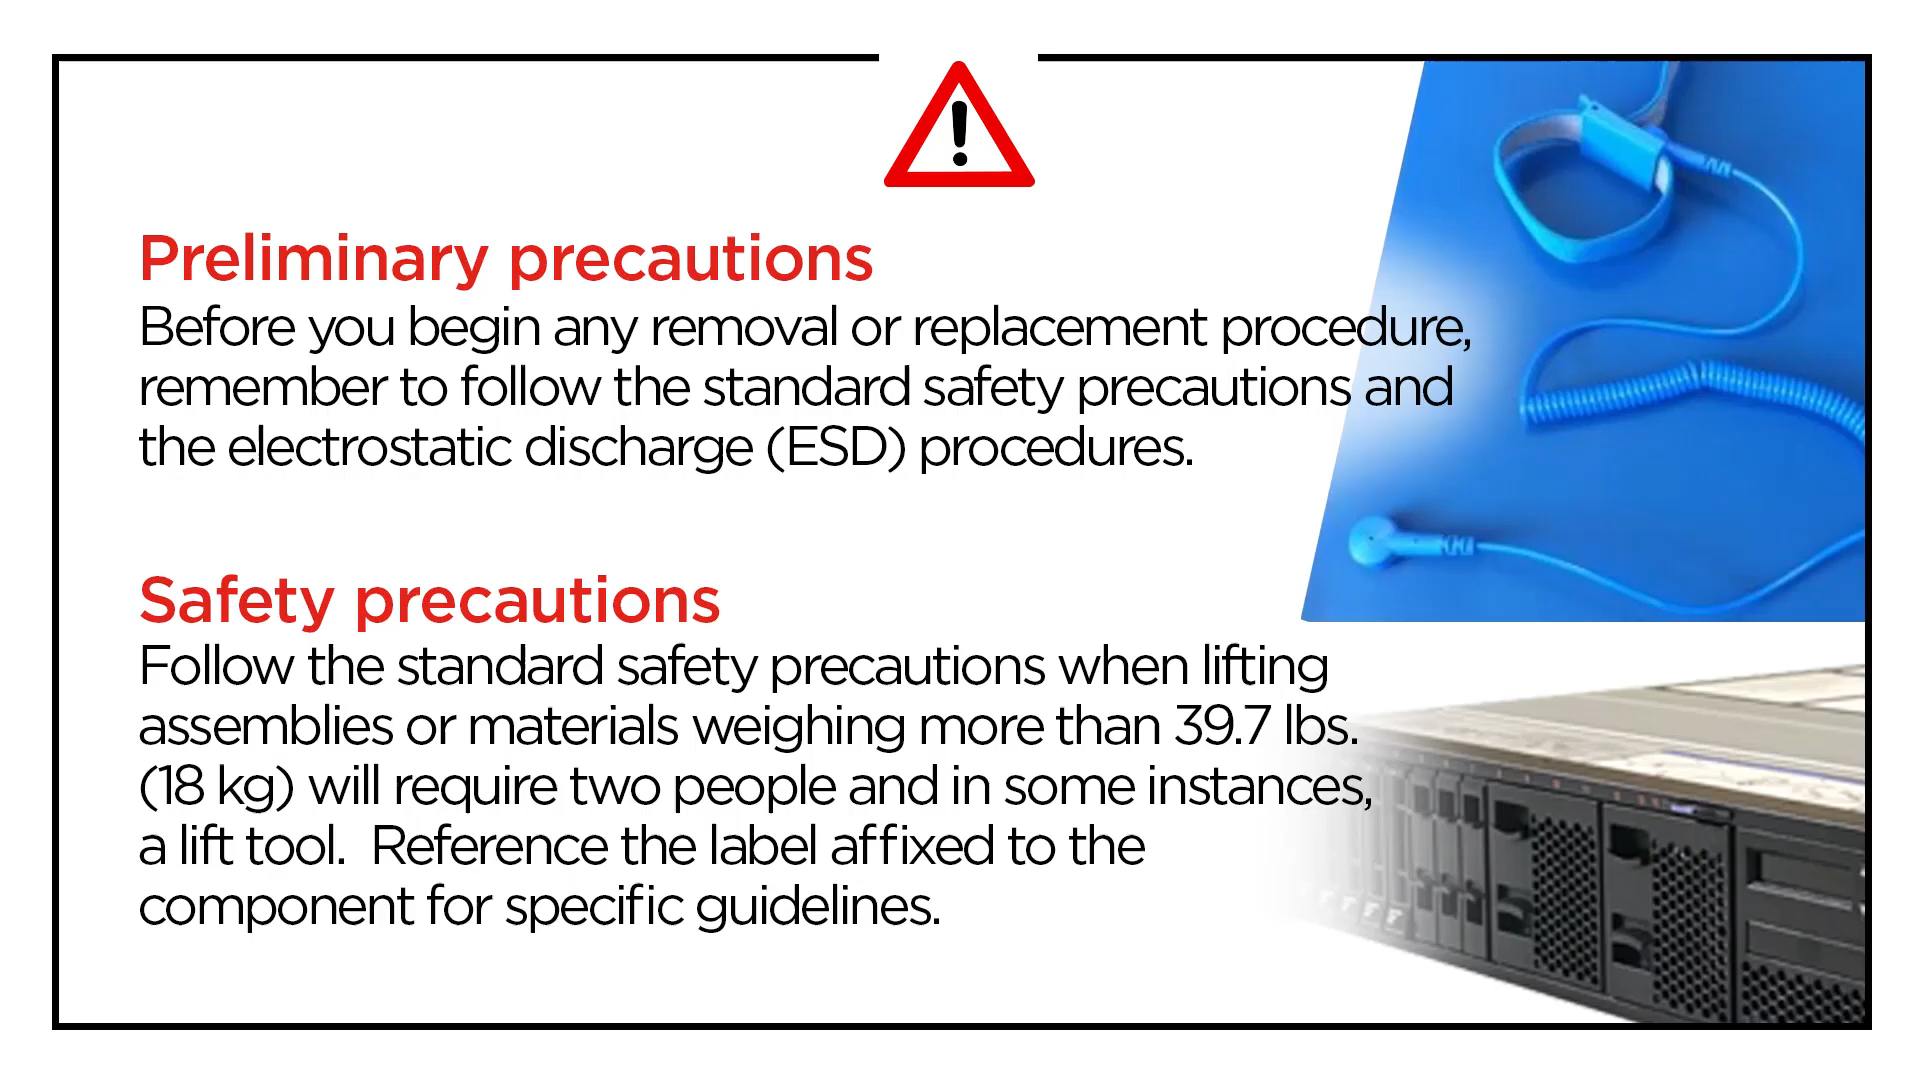 Preliminary precautions
Before you begin any removal or replacement procedure,
remember to follow the standard safety precautions and
the electrostatic discharge (ESD) procedures.
Safety precautions
Follow the standard safety precautions when lifting
assemblies or materials weighing more than 39.7 lbs.
(18 kg) will require two people and in some instances,
a lift tool.  Reference the label affixed to the
component for specific guidelines.